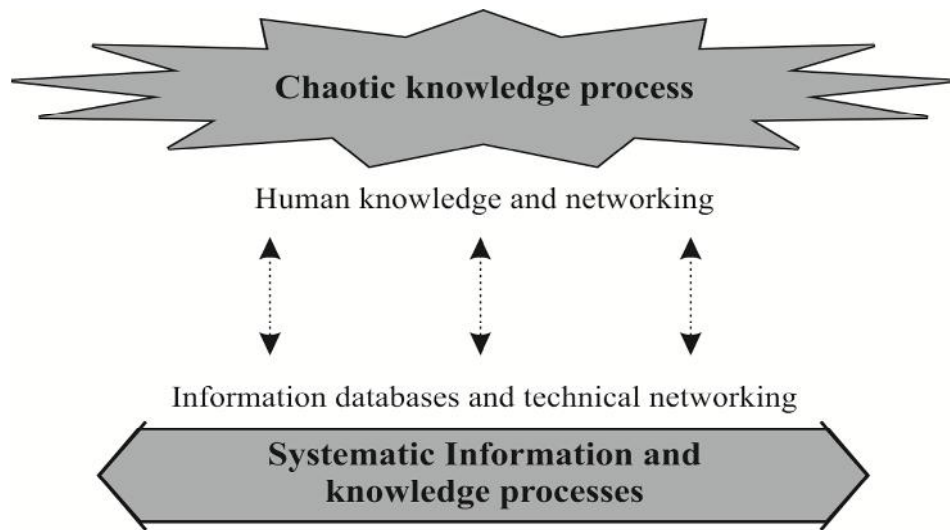 Chaotic knowledge process
Human knowledge and networking
Information databases and technical networking
Systematic Information and
knowledge processes